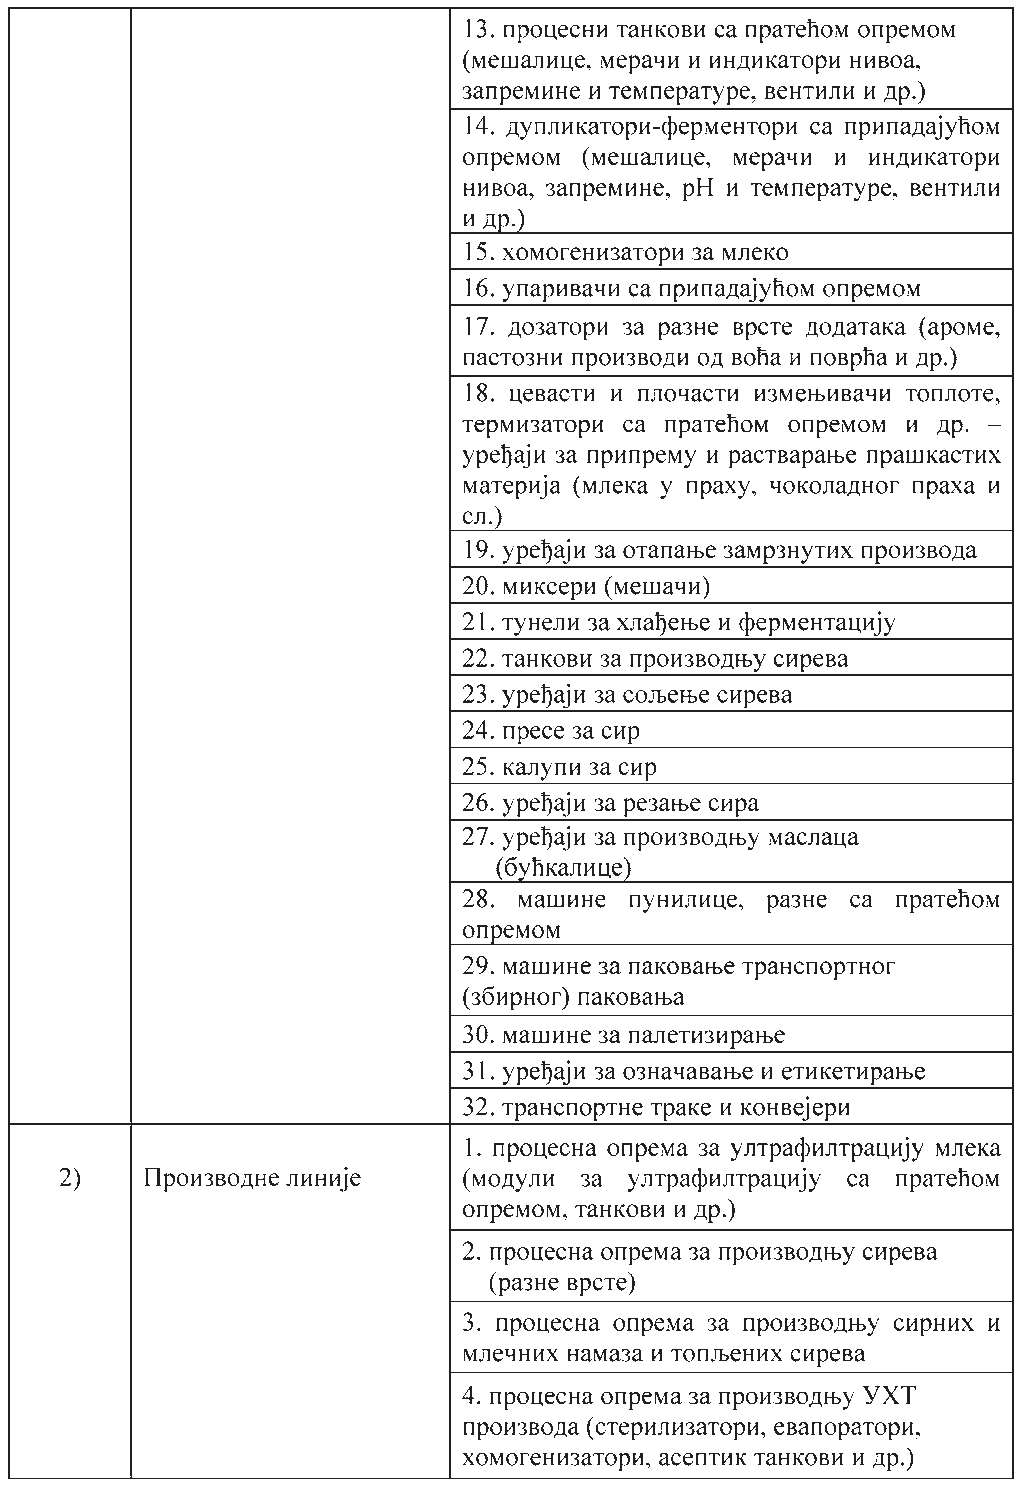 13. процесни танкови са пратећом опремом
(мешалице, мерачи и индикатори нивоа,
запремине и температуре, вентили и др.)
14. дупликатори-ферментори са припадајућом
опремом (мешалице, мерачи и индикатори
нивоа, запремине, pH и температуре, вентили
и др.)
15. хомогенизатори за млеко
16. упаривачи са припадајућом опремом
17. дозатори за разне врсте додатака (ароме,
пастозни производи од воћа и поврћа и др.)
18. цевасти и плочасти измењивачи топлоте,
термизатори са пратећом опремом и др. –
уређаји за припрему и растварање прашкастих
материја (млека у праху, чоколадног праха и
сл.)
19. уређаји за отапање замрзнутих производа
20. миксери (мешачи)
21. тунели за хлађење и ферментацију
22. танкови за производњу сирева
23. уређаји за сољење сирева
24. пресе за сир
25. калупи за сир
26. уређаји за резање сира
27. уређаји за производњу маслаца
(бућкалице)
28. машине пунилице, разне са пратећом
опремом
29. машине за паковање транспортног
(збирног) паковања
30. машине за палетизирање
31. уређаји за означавање и етикетирање
32. транспортне траке и конвејери
2) Производне линије
1. процесна опрема за ултрафилтрацију млека
(модули за ултрафилтрацију са пратећом
опремом, танкови и др.)
2. процесна опрема за производњу сирева
(разне врсте)
3. процесна опрема за производњу сирних и
млечних намаза и топљених сирева
4. процесна опрема за производњу УХТ
производа (стерилизатори, евапоратори,
хомогенизатори, асептик танкови и др.)